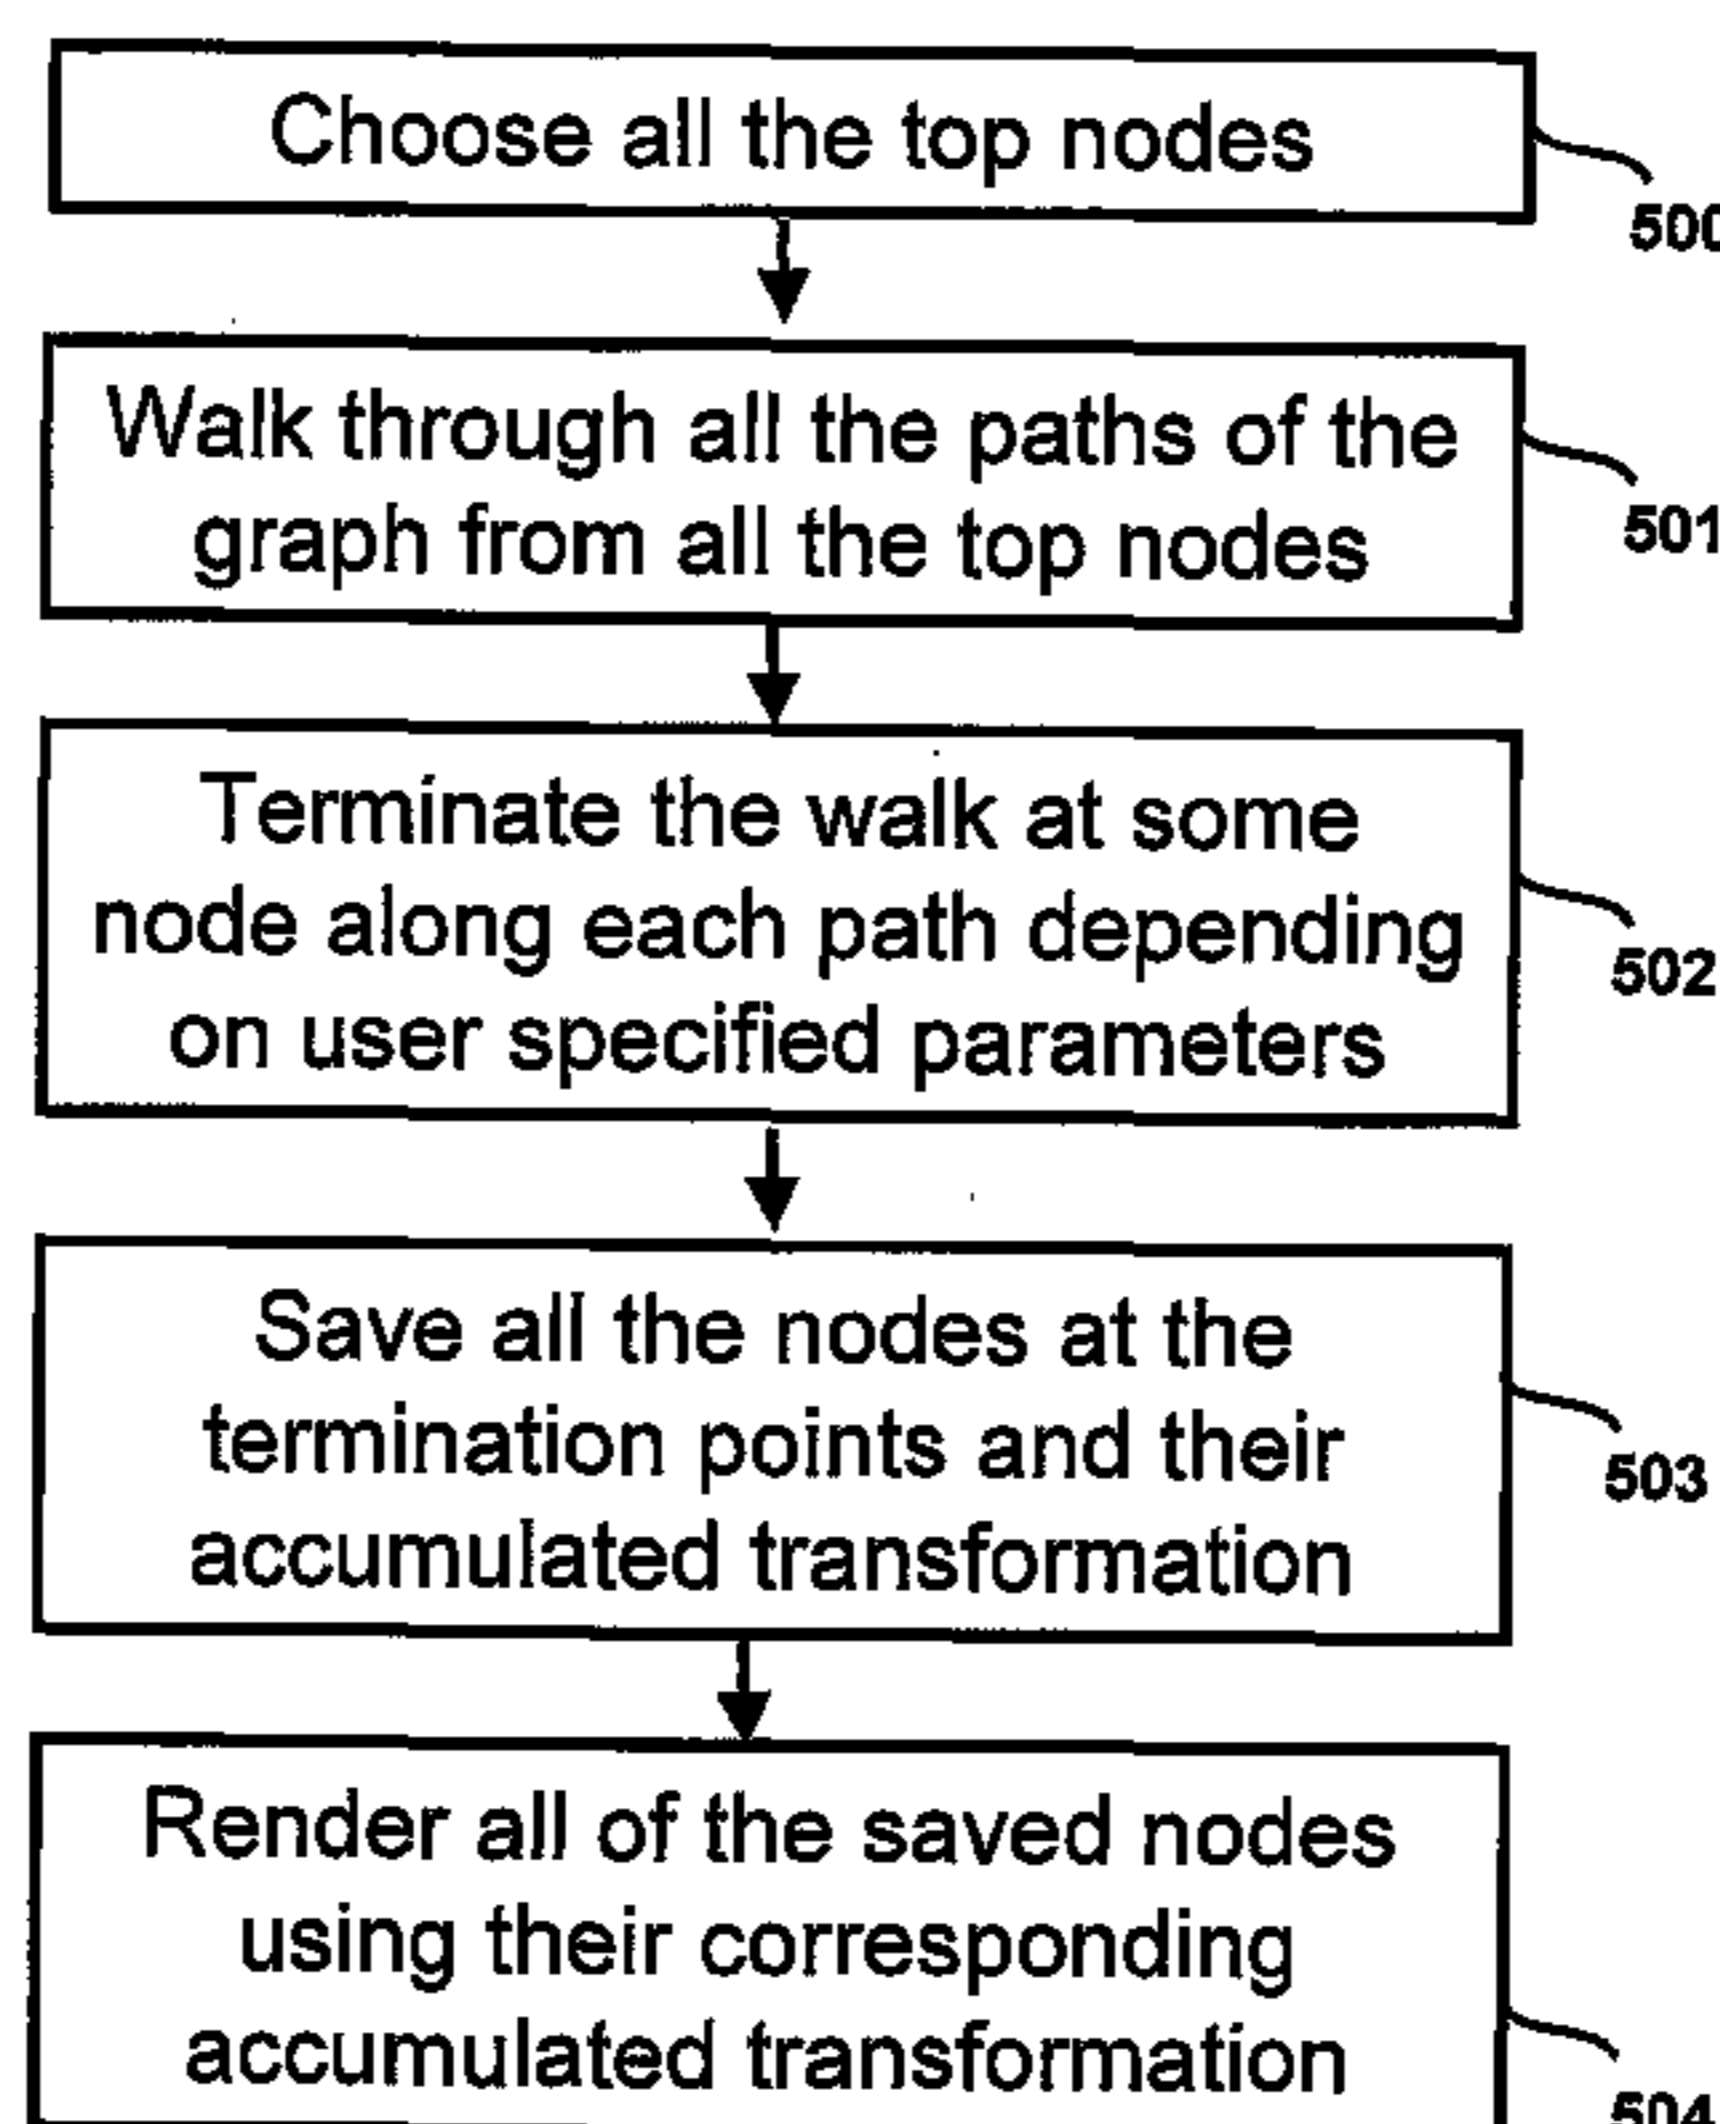 Choose all the top nodes
500
Walk through all the paths of the
graph from all the top nodes
501
Terminate the walk at some
node along each path depending
on user specified parameters
502
Save all the nodes at the
termination points and their
accumulated transformation
503
Render all of the saved nodes
using their corresponding
accumulated transformation
504